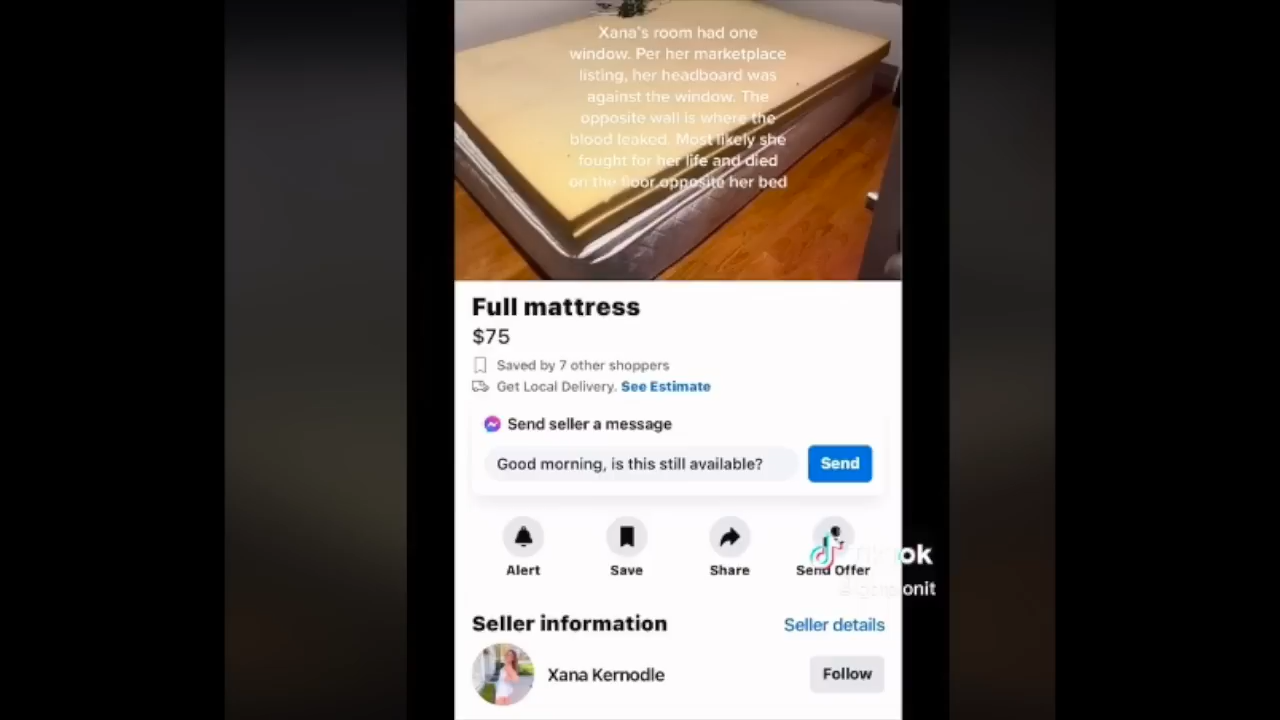 Xana's room had one
window. Per her marketplace
listing, her headboard was
against the window. The
opposite wall is where the
blood leaked. Most likely she
fought for her life and died
on the floor opposite her bed
Full mattress
$75
Saved by 7 other shoppers
Get Local Delivery. See Estimate
Send seller a message
Good morning, is this still available?
Send
Alert
Save
Share
Send Offer
TikTok
Seller information
Seller details
Xana Kernodle
Follow